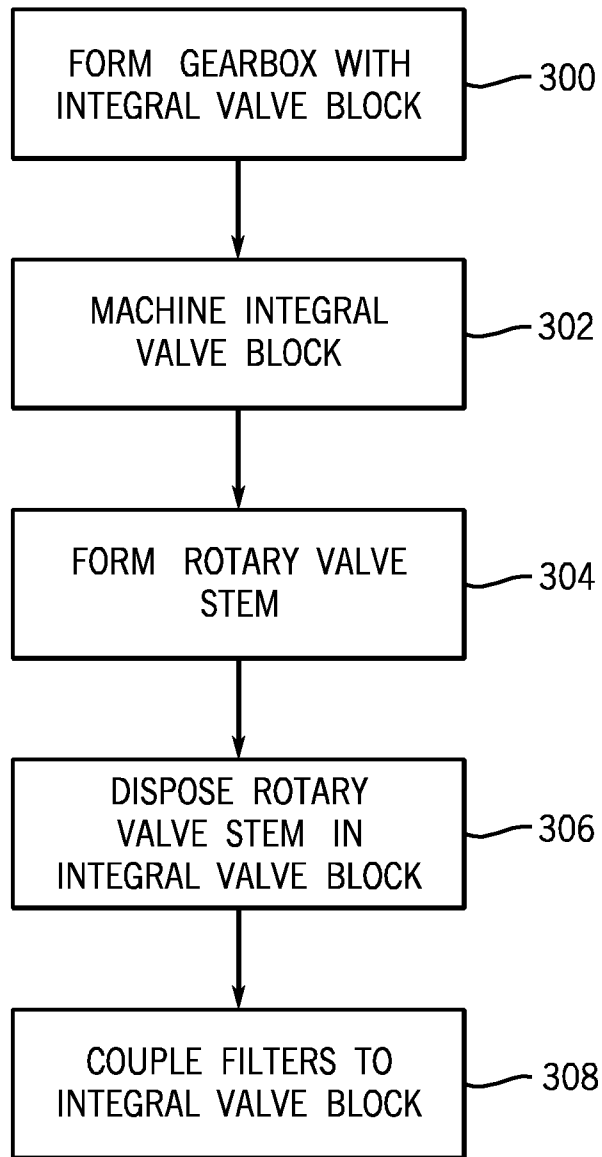 FORM GEARBOX WITH
INTEGRAL VALVE BLOCK
300
MACHINE INTEGRAL
VALVE BLOCK
302
FORM ROTARY VALVE
STEM
304
DISPOSE ROTARY
VALVE STEM IN
INTEGRAL VALVE BLOCK
306
COUPLE FILTERS TO
INTEGRAL VALVE BLOCK
308